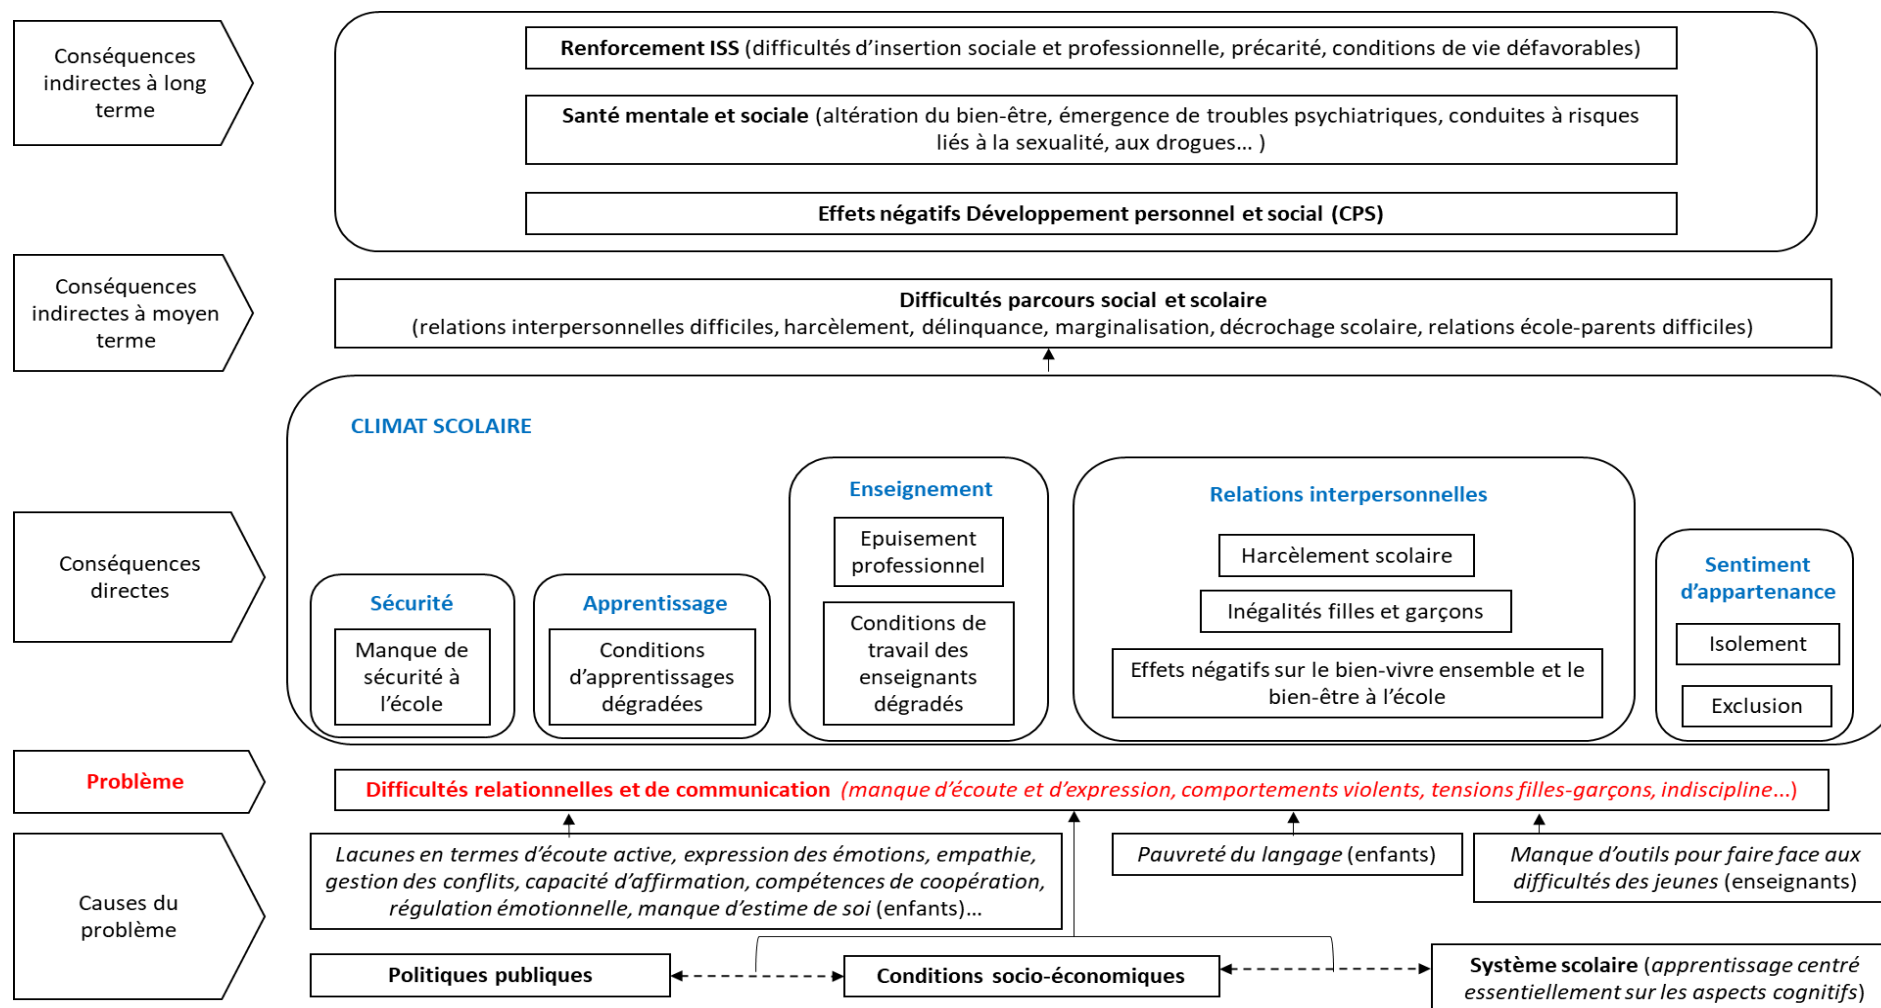 Conséquences
indirectes à long
terme
Renforcement ISS (difficultés d’insertion sociale et professionnelle, précarité, conditions de vie défavorables)
Santé mentale et sociale (altération du bien-être, émergence de troubles psychiatriques, conduites à risques
liés à la sexualité, aux drogues… )
Effets négatifs Développement personnel et social (CPS)
Conséquences
indirectes à moyen
terme
Difficultés parcours social et scolaire
(relations interpersonnelles difficiles, harcèlement, délinquance, marginalisation, décrochage scolaire, relations école-parents difficiles)
Conséquences
directes
CLIMAT SCOLAIRE
Sécurité
Manque de
sécurité à
l’école
Apprentissage
Conditions
d’apprentissages
dégradées
Enseignement
Epuisement
professionnel
Conditions de
travail des
enseignants
dégradés
Relations interpersonnelles
Harcèlement scolaire
Inégalités filles et garçons
Effets négatifs sur le bien-vivre ensemble et le
bien-être à l’école
Sentiment
d’appartenance
Isolement
Exclusion
Problème
Difficultés relationnelles et de communication (manque d’écoute et d’expression, comportements violents, tensions filles-garçons, indiscipline…)
Causes du
problème
Lacunes en termes d’écoute active, expression des émotions, empathie,
gestion des conflits, capacité d’affirmation, compétences de coopération,
régulation émotionnelle, manque d’estime de soi (enfants)…
Pauvreté du langage (enfants)
Manque d’outils pour faire face aux
difficultés des jeunes (enseignants)
Politiques publiques
Conditions socio-économiques
Système scolaire (apprentissage centré
essentiellement sur les aspects cognitifs)